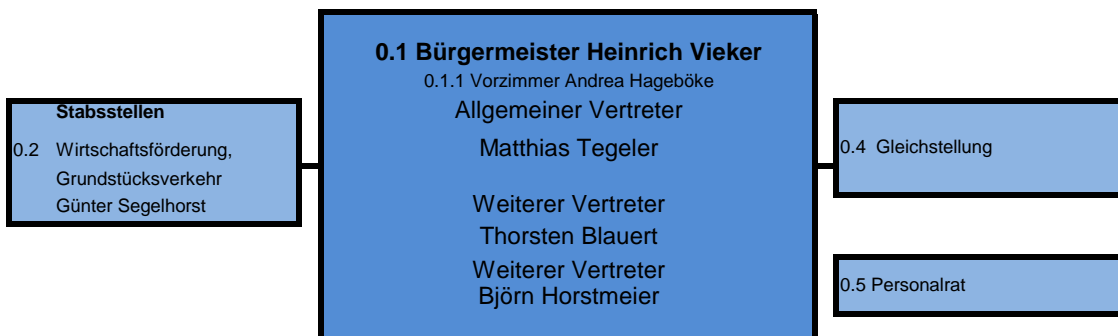 Stabsstellen
0.2 Wirtschaftsförderung,
Grundstücksverkehr
Günter Segelhorst
0.1 Bürgermeister Heinrich Vieker
0.1.1 Vorzimmer Andrea Hageböke
Allgemeiner Vertreter
Matthias Tegeler
Weiterer Vertreter
Thorsten Blauert
Weiterer Vertreter
Björn Horstmeier
0.4 Gleichstellung
0.5 Personalrat